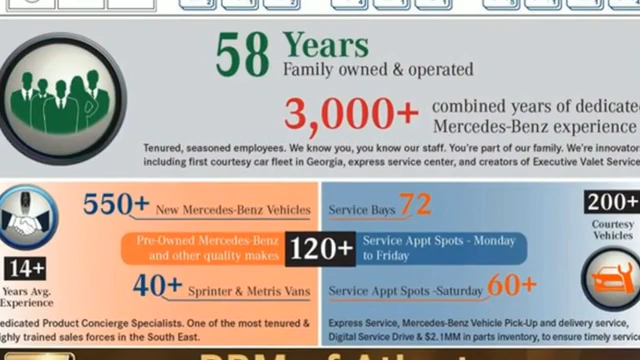 58 Years
Family owned & operated
3,000+ combined years of dedicated
Mercedes-Benz experience
Tenured, seasoned employees. We know you, you know our staff. You're part of our family. We're innovators
including first courtesy car fleet in Georgia, express service center, and creators of Executive Valet Service
550+ New Mercedes-Benz Vehicles
Pre-Owned Mercedes-Benz
and other quality makes
120+
14+
Years Avg.
Experience
40+ Sprinter & Metris Vans
edicated Product Concierge Specialists. One of the most tenured &
ighly trained sales forces in the South East.
Service Bays 72
200+
Courtesy
Vehicles
Service Appt Spots - Monday
to Friday
Service Appt Spots -Saturday 60+
Express Service, Mercedes-Benz Vehicle Pick-Up and delivery service,
Digital Service Drive & $2.1MM in parts inventory, to ensure timely servic